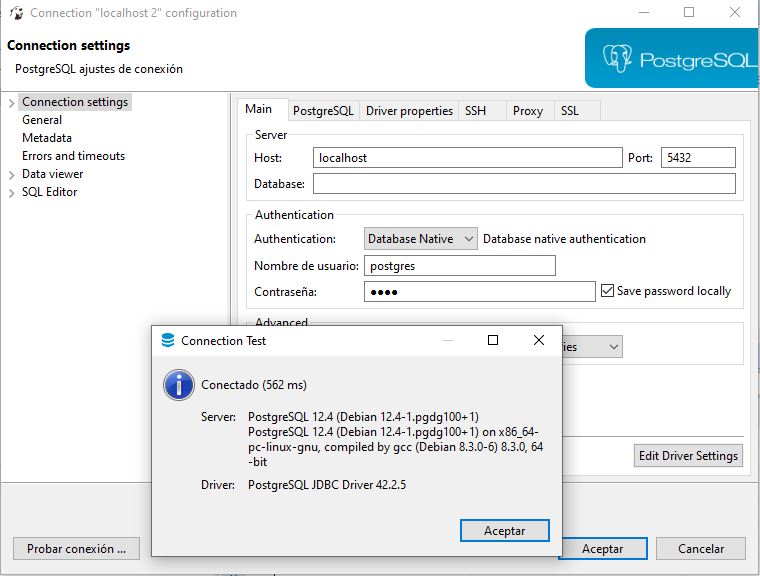 Connection "localhost 2" configuration
Connection settings
PostgreSQL ajustes de conexión
PostgreSQL
Connection settings
General
Metadata
Errors and timeouts
Data viewer
SQL Editor
Main PostgreSQL Driver properties SSH Proxy SSL
Server
Host: localhost Port: 5432
Database:
Authentication
Authentication: Database Native Database native authentication
Nombre de usuario: postgres
Contraseña: ●●●● Save password locally
Advanced
Connection Test
Conectado (562 ms)
Server: PostgreSQL 12.4 (Debian 12.4-1.pgdg100+1)
PostgreSQL 12.4 (Debian 12.4-1.pgdg100+1) on x86_64-
pc-linux-gnu, compiled by gcc (Debian 8.3.0-6) 8.3.0, 64
-bit
Driver: PostgreSQL JDBC Driver 42.2.5
Aceptar
Edit Driver Settings
Probar conexión ... Aceptar Cancelar